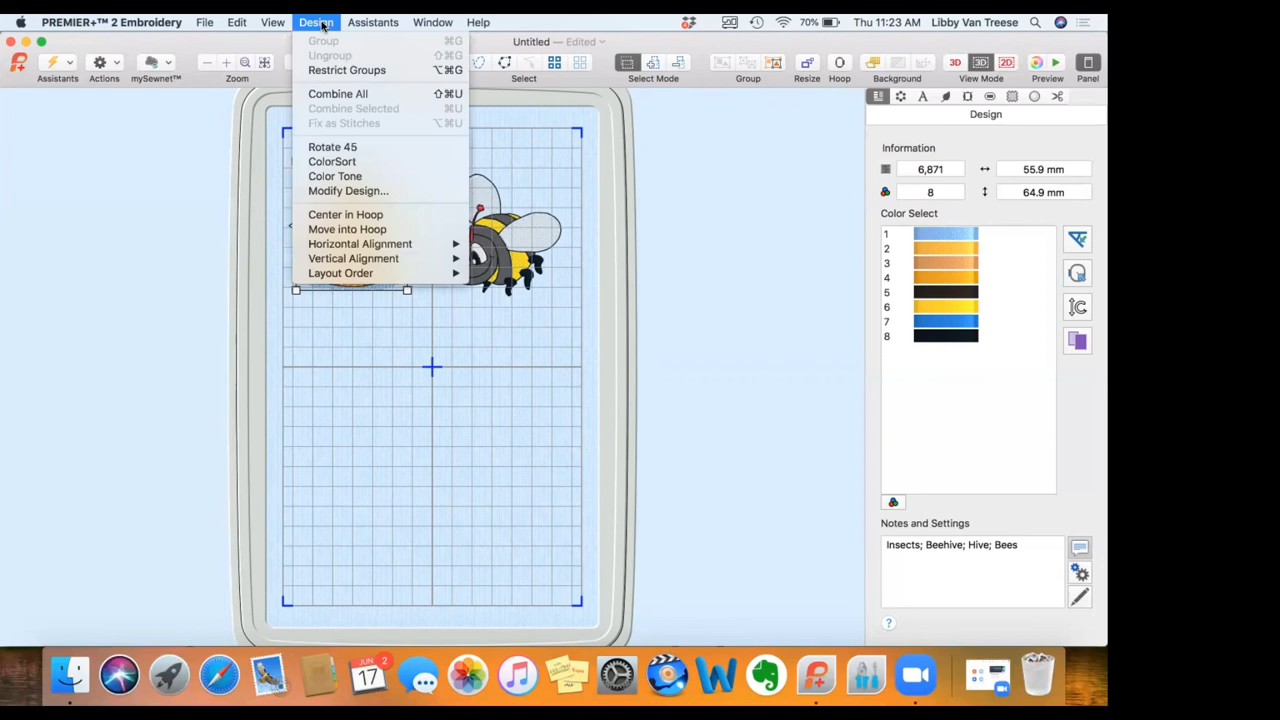 PREMIER+™ 2 Embroidery File Edit View Design Assistants Window Help 70% Thu 11:23 AM Libby Van Treese
Untitled — Edited
Assistants Actions mySewnet™ Zoom Select Select Mode Group Resize Hoop Background View Mode Preview Panel
3D 3D 2D
Group ⌘G
Ungroup ⇧⌘G
Restrict Groups ⌥⌘G
Combine All ⇧⌘U
Combine Selected ⌘U
Fix as Stitches ⌥⌘U
Rotate 45
ColorSort
Color Tone
Modify Design...
Center in Hoop
Move into Hoop
Horizontal Alignment
Vertical Alignment
Layout Order
Design
Information
6,871 55.9 mm
8 64.9 mm
Color Select
1
2
3
4
5
6
7
8
Notes and Settings
Insects; Beehive; Hive; Bees
?
JUN 2
17